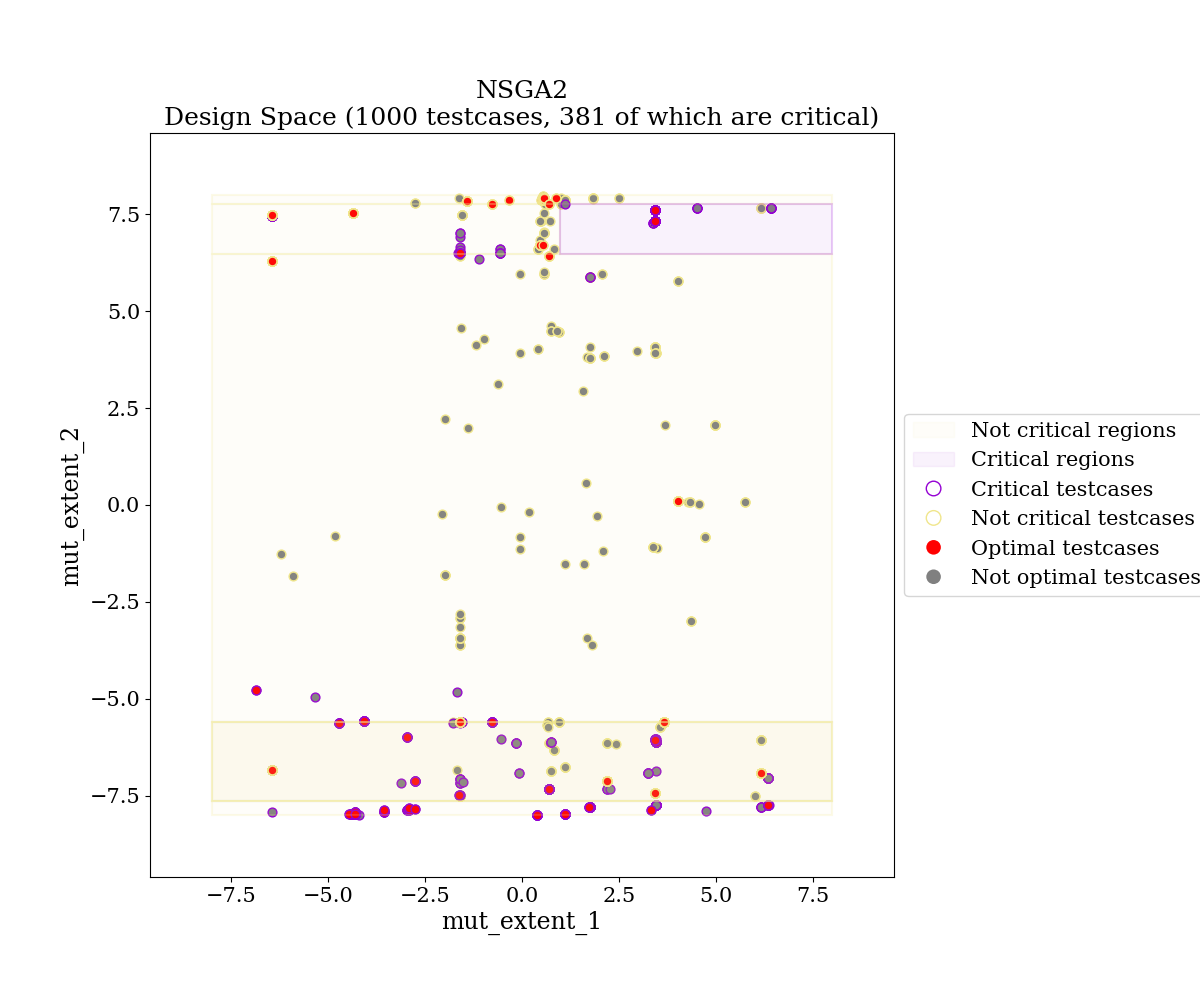 NSGA2
Design Space (1000 testcases, 381 of which are critical)
mut_extent_2
7.5
5.0
2.5
0.0
−2.5
−5.0
−7.5
−7.5
−5.0
−2.5
0.0
2.5
5.0
7.5
mut_extent_1
Not critical regions
Critical regions
Critical testcases
Not critical testcases
Optimal testcases
Not optimal testcases